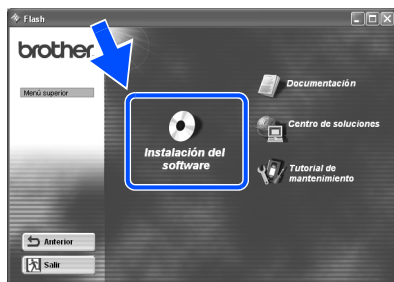 Flash
brother
Menú superior
Documentación
Centro de soluciones
Instalación del
software
Tutorial de
mantenimiento
Anterior
Salir